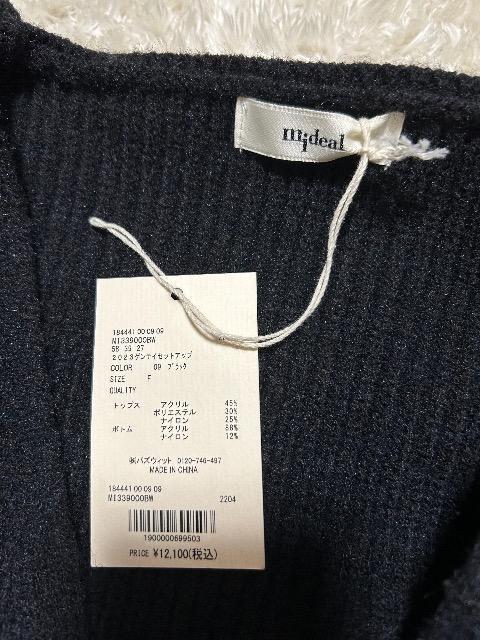 mideal
184441 00 09 09
MI339000BW
58 35 27
2023ゲンテイセットアップ
COLOR 09 ブラック
SIZE F
QUALITY
トップス アクリル 45%
ポリエステル 30%
ナイロン 25%
ボトム アクリル 88%
ナイロン 12%
㈱バズウィット 0120-746-497
MADE IN CHINA
184441 00 09 09
MI339000BW 2204
1900000699503
PRICE ¥12,100(税込)